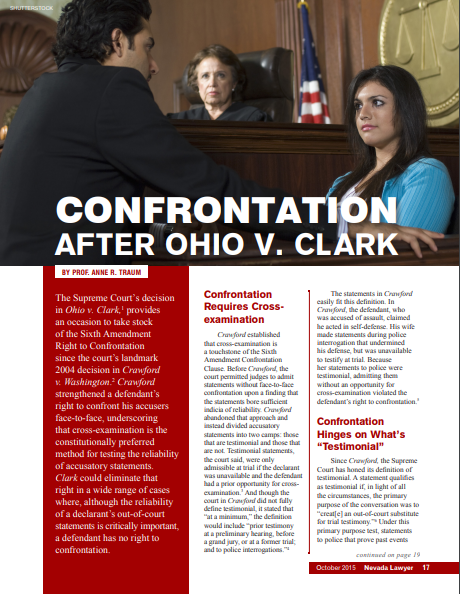 SHUTTERSTOCK
CONFRONTATION
AFTER OHIO V. CLARK
BY PROF. ANNE R. TRAUM
The Supreme Court's decision
in Ohio v. Clark,¹ provides
an occasion to take stock
of the Sixth Amendment
Right to Confrontation
since the court's landmark
2004 decision in Crawford
v. Washington.² Crawford
strengthened a defendant's
right to confront his accusers
face-to-face, underscoring
that cross-examination is the
constitutionally preferred
method for testing the reliability
of accusatory statements.
Clark could eliminate that
right in a wide range of cases
where, although the reliability
of a declarant's out-of-court
statements is critically important,
a defendant has no right to
confrontation.
Confrontation
Requires Cross-
examination
Crawford established
that cross-examination is
a touchstone of the Sixth
Amendment Confrontation
Clause. Before Crawford, the
court permitted judges to admit
statements without face-to-face
confrontation upon a finding that
the statements bore sufficient
indicia of reliability. Crawford
abandoned that approach and
instead divided accusatory
statements into two camps: those
that are testimonial and those that
are not. Testimonial statements,
the court said, were only
admissible at trial if the declarant
was unavailable and the defendant
had a prior opportunity for cross-
examination.³ And though the
court in Crawford did not fully
define testimonial, it stated that
"at a minimum," the definition
would include "prior testimony
at a preliminary hearing, before
a grand jury, or at a former trial;
and to police interrogations."⁴
The statements in Crawford
easily fit this definition. In
Crawford, the defendant, who
was accused of assault, claimed
he acted in self-defense. His wife
made statements during police
interrogation that undermined
his defense, but was unavailable
to testify at trial. Because
her statements to police were
testimonial, admitting them
without an opportunity for
cross-examination violated the
defendant's right to confrontation.⁵
Confrontation
Hinges on What's
"Testimonial"
Since Crawford, the Supreme
Court has honed its definition of
testimonial. A statement qualifies
as testimonial if, in light of all
the circumstances, the primary
purpose of the conversation was to
"creat[e] an out-of-court substitute
for trial testimony."⁶ Under this
primary purpose test, statements
to police that prove past events
continued on page 19
October 2015 Nevada Lawyer 17